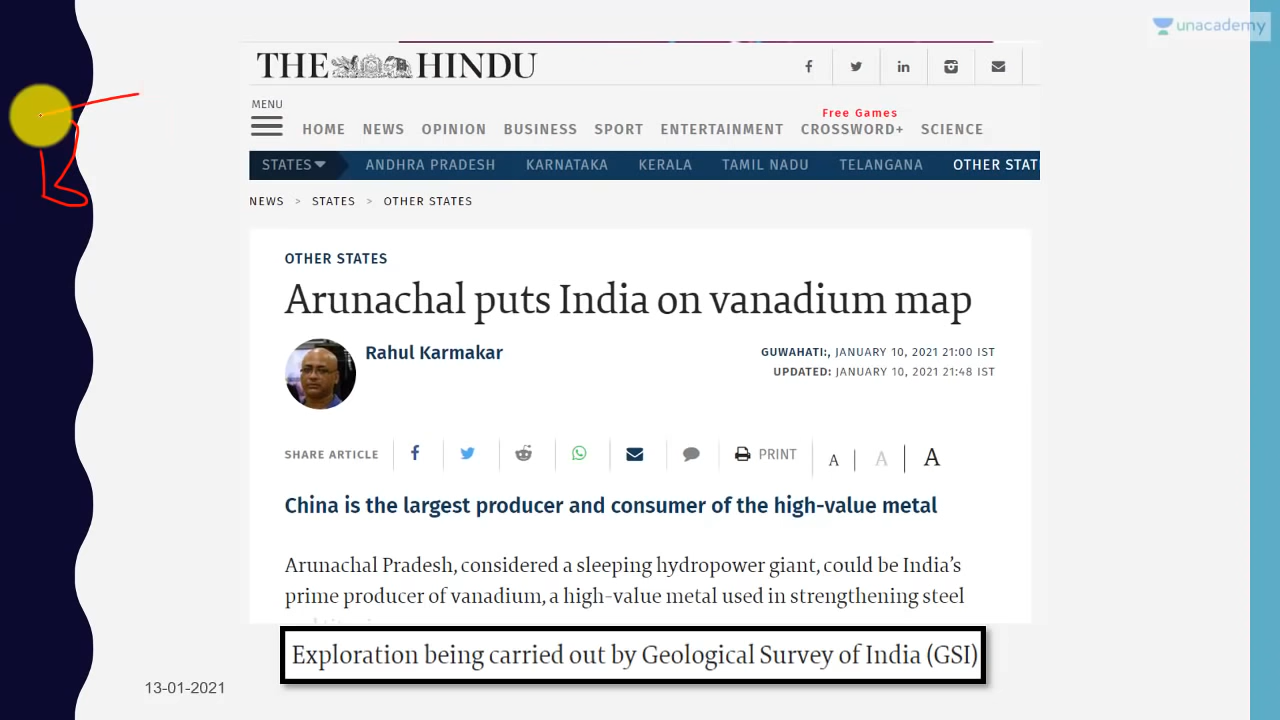 unacademy
THE HINDU
MENU
Free Games
HOME NEWS OPINION BUSINESS SPORT ENTERTAINMENT CROSSWORD+ SCIENCE
STATES ANDHRA PRADESH KARNATAKA KERALA TAMIL NADU TELANGANA OTHER STAT
NEWS > STATES > OTHER STATES
OTHER STATES
Arunachal puts India on vanadium map
Rahul Karmakar
GUWAHATI:, JANUARY 10, 2021 21:00 IST
UPDATED: JANUARY 10, 2021 21:48 IST
SHARE ARTICLE PRINT A A A
China is the largest producer and consumer of the high-value metal
Arunachal Pradesh, considered a sleeping hydropower giant, could be India’s
prime producer of vanadium, a high-value metal used in strengthening steel
Exploration being carried out by Geological Survey of India (GSI)
13-01-2021